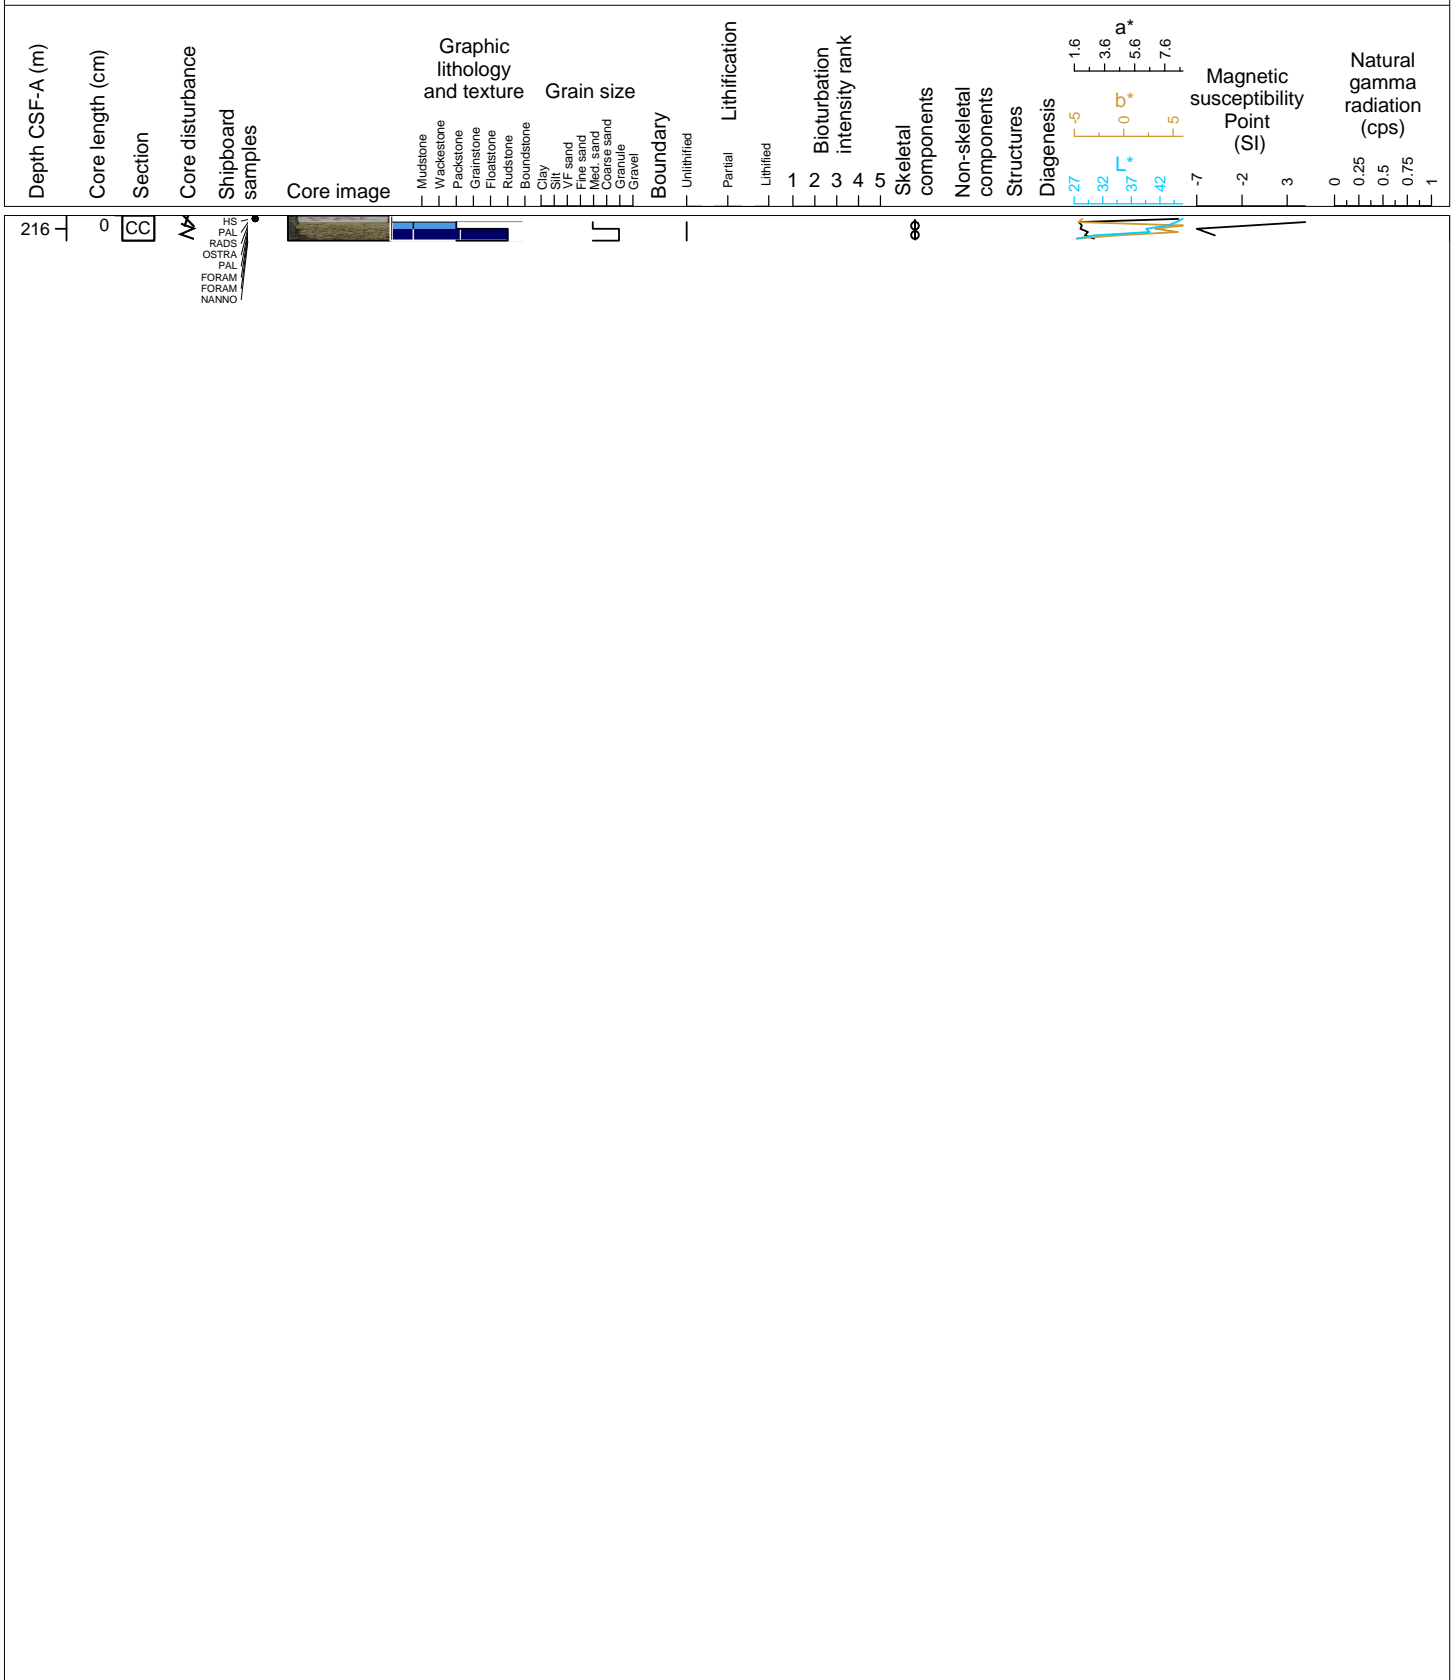 Depth CSF-A (m)
Core length (cm)
Section
Core disturbance
Shipboard
samples
Core image
Graphic
lithology
and texture
Mudstone
Wackestone
Packstone
Grainstone
Floatstone
Rudstone
Boundstone
Grain size
Clay
Silt
VF sand
Fine sand
Med. sand
Coarse sand
Granule
Gravel
Boundary
Lithification
Unlithified
Partial
Lithified
Bioturbation
intensity rank
1 2 3 4 5
Skeletal
components
Non-skeletal
components
Structures
Diagenesis
a*
1.6 3.6 5.6 7.6
b*
-5 0 5
L*
27 32 37 42
Magnetic
susceptibility
Point
(SI)
-7 -2 3
Natural
gamma
radiation
(cps)
0 0.25 0.5 0.75 1
216
0
CC
HS
PAL
RADS
OSTRA
PAL
FORAM
FORAM
NANNO